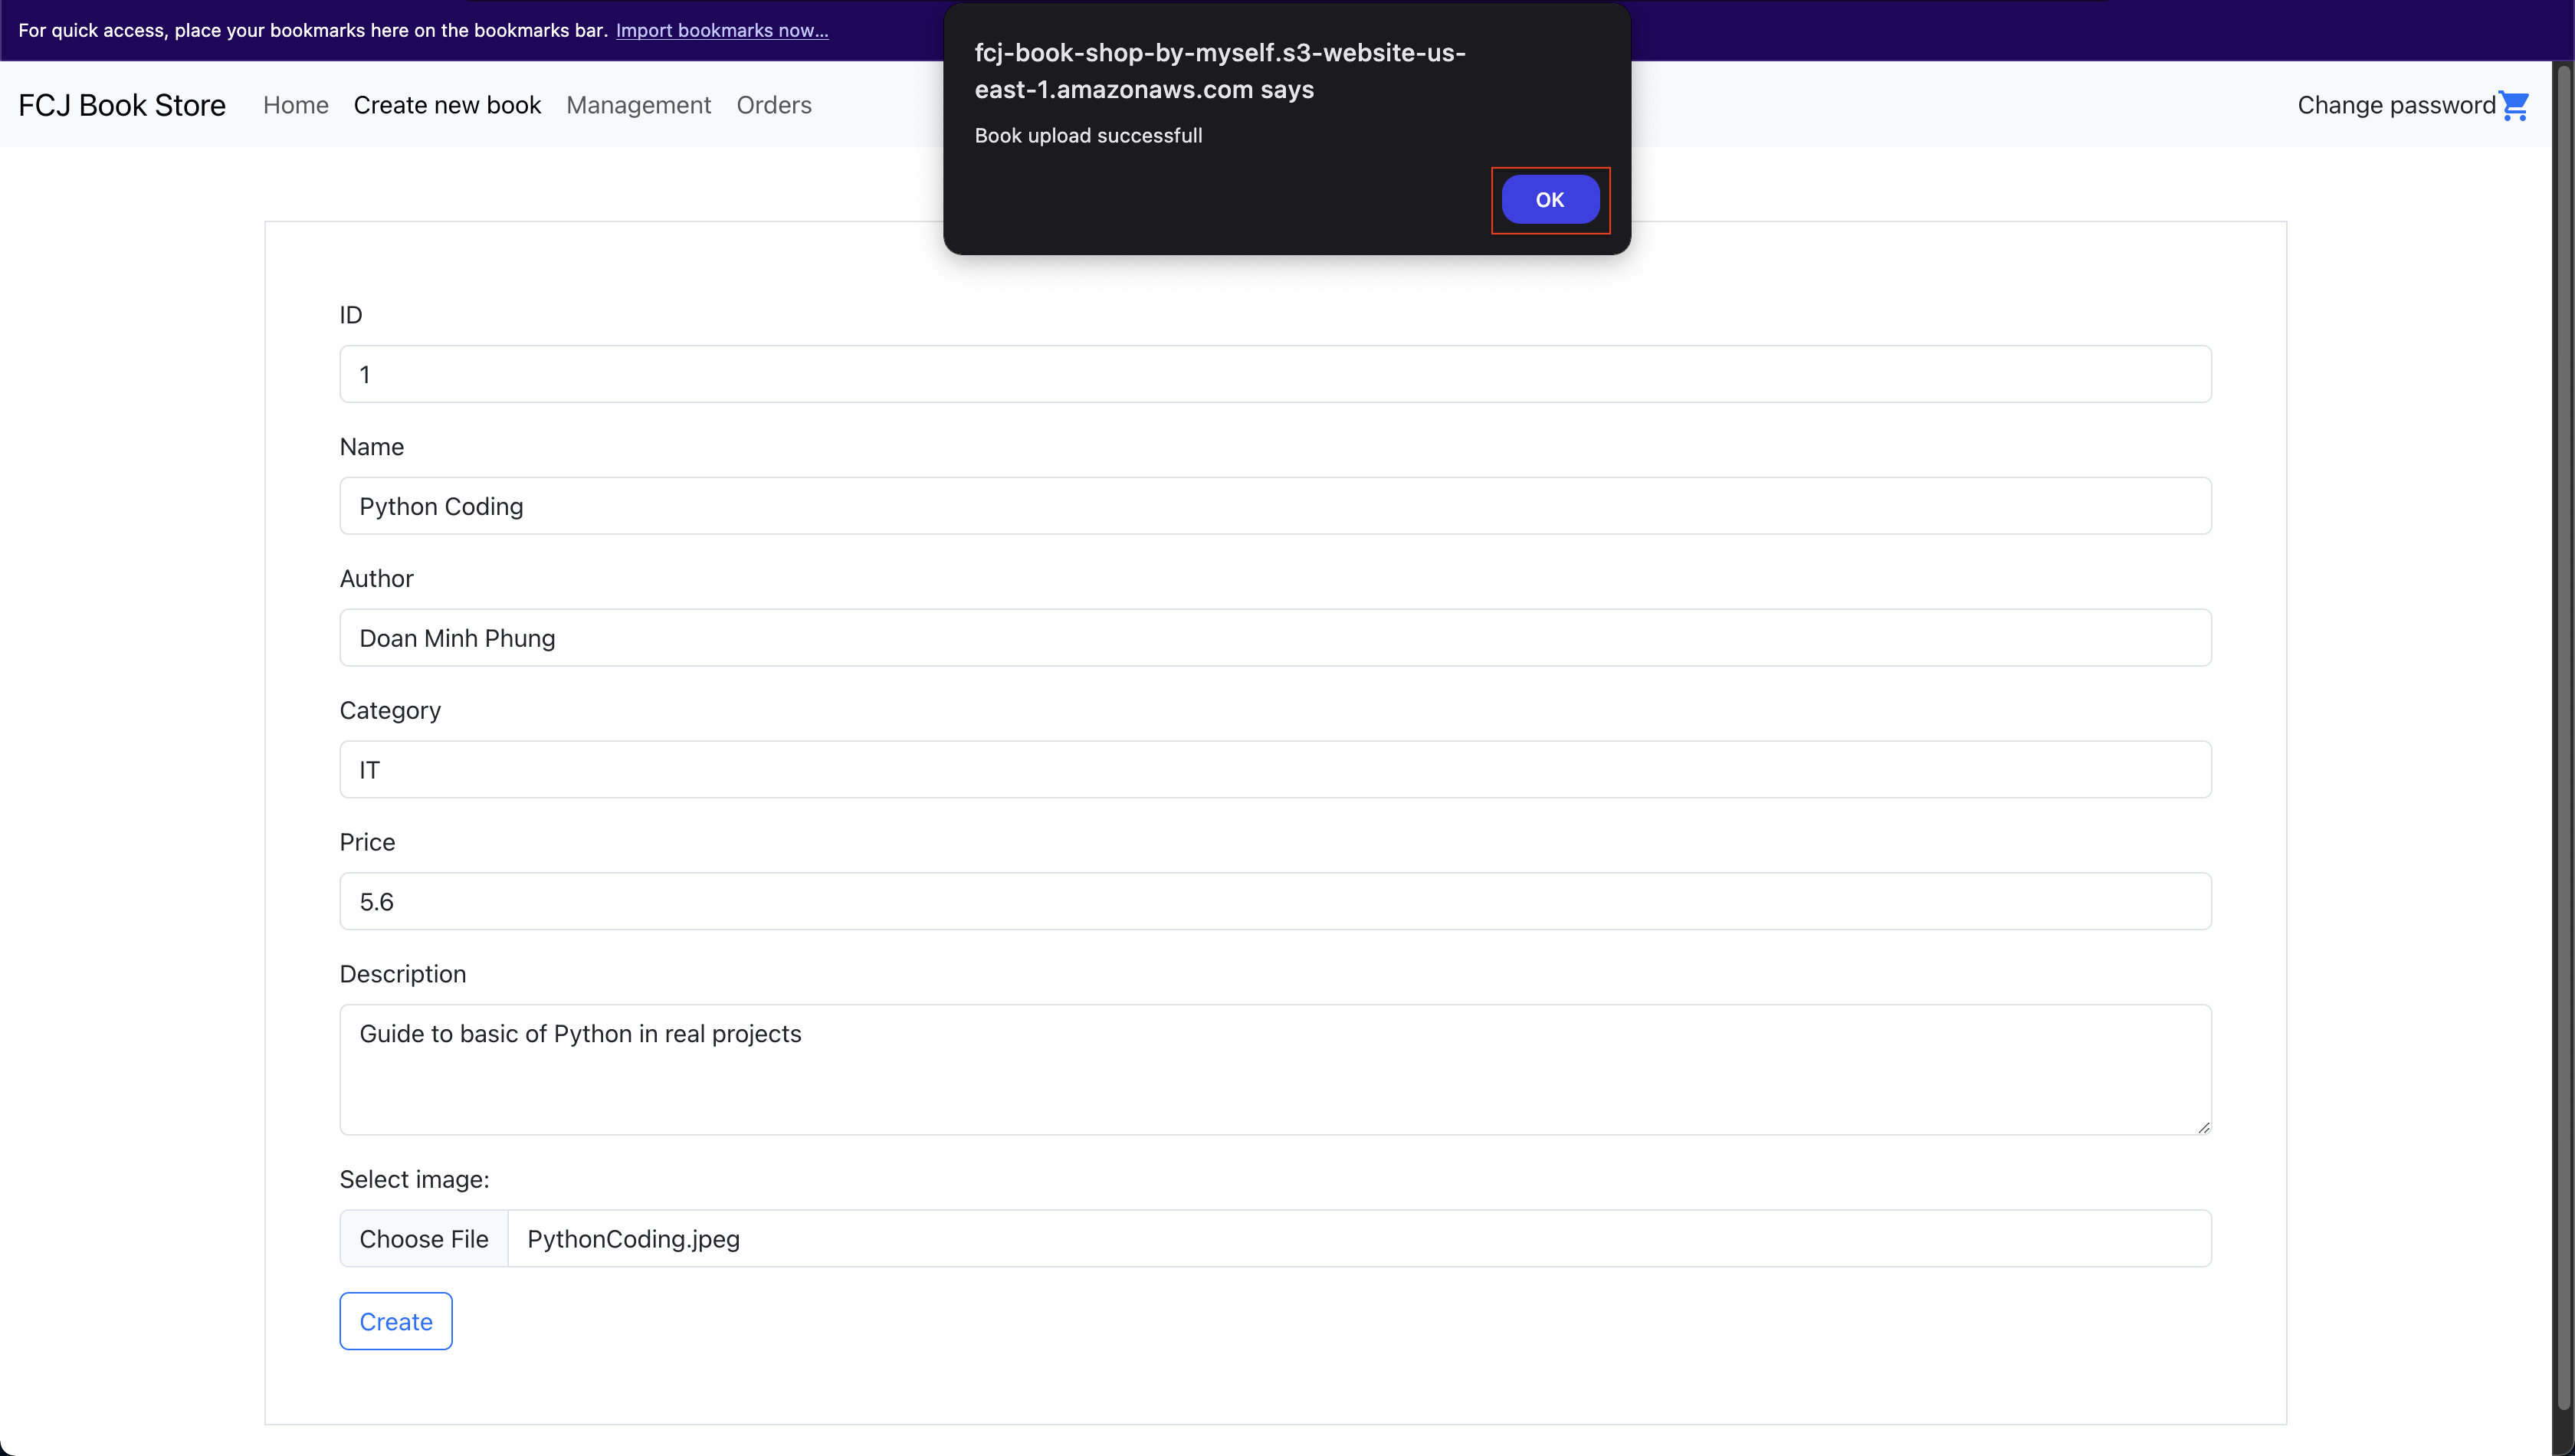 For quick access, place your bookmarks here on the bookmarks bar. Import bookmarks now...
fcj-book-shop-by-myself.s3-website-us-
east-1.amazonaws.com says
Book upload successfull
OK
FCJ Book Store Home Create new book Management Orders Change password
ID
1
Name
Python Coding
Author
Doan Minh Phung
Category
IT
Price
5.6
Description
Guide to basic of Python in real projects
Select image:
Choose File PythonCoding.jpeg
Create